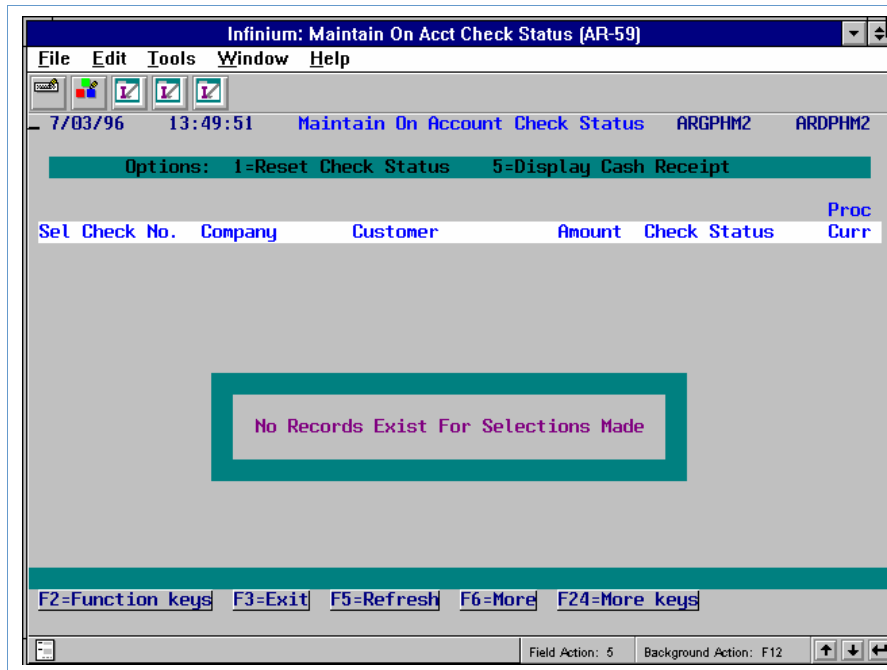 Infinium: Maintain On Acct Check Status (AR-59)
File Edit Tools Window Help
7/03/96 13:49:51 Maintain On Account Check Status ARGPHM2 ARDPHM2
Options: 1=Reset Check Status 5=Display Cash Receipt
Proc
Sel Check No. Company Customer Amount Check Status Curr
No Records Exist For Selections Made
F2=Function keys F3=Exit F5=Refresh F6=More F24=More keys
Field Action: 5 Background Action: F12